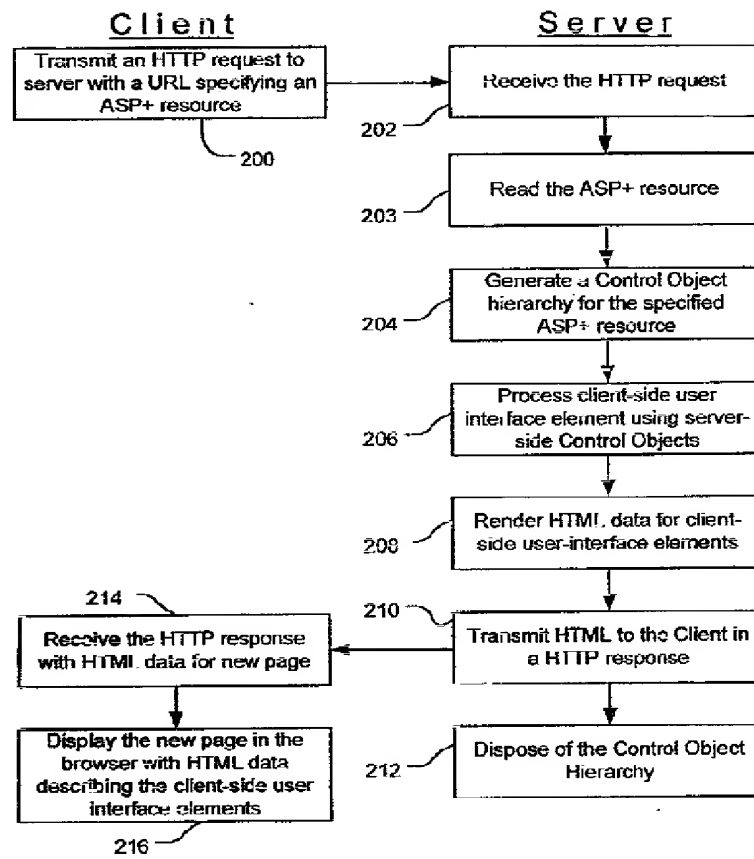 Client
Server
Transmit an HTTP request to
server with a URL specifying an
ASP+ resource
200
Receive the HTTP request
202
Read the ASP+ resource
203
Generate a Control Object
hierarchy for the specified
ASP+ resource
204
Process client-side user
interface element using server-
side Control Objects
206
Render HTML data for client-
side user-interface elements
208
214
Receive the HTTP response
with HTML data for new page
210
Transmit HTML to the Client in
a HTTP response
Display the new page in the
browser with HTML data
describing the client-side user
interface elements
216
Dispose of the Control Object
Hierarchy
212